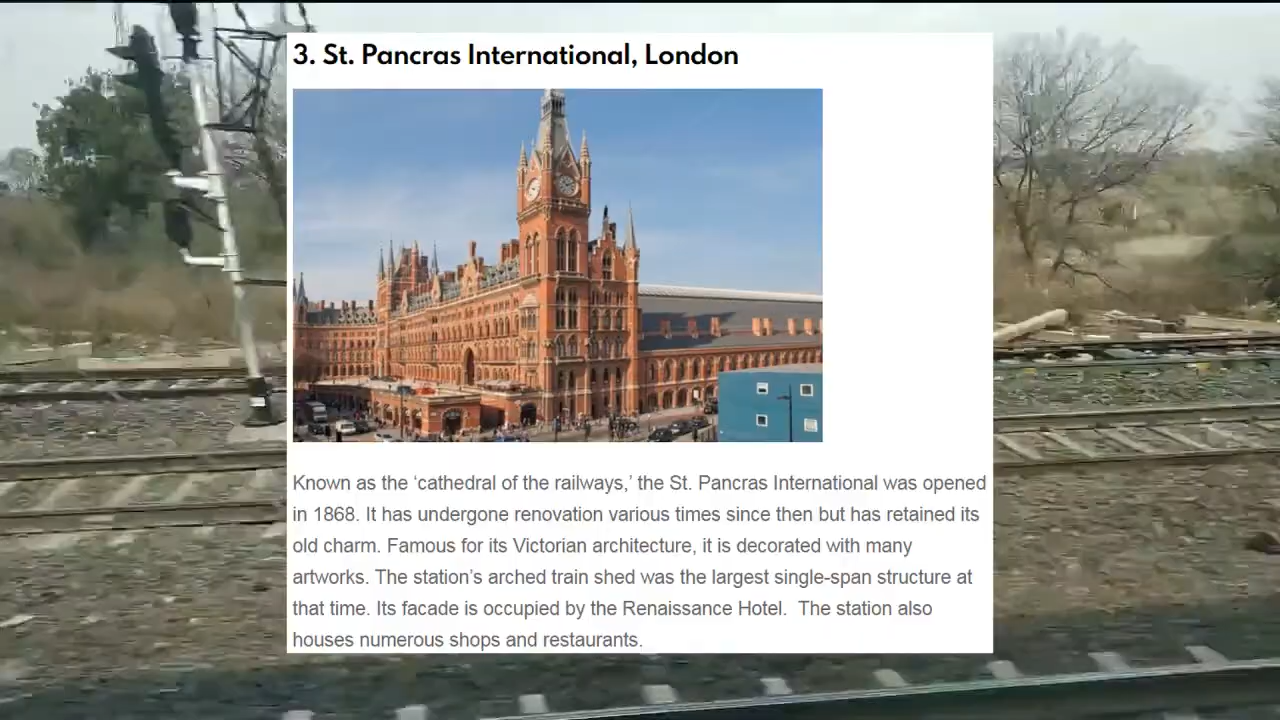 3. St. Pancras International, London
Known as the ‘cathedral of the railways,’ the St. Pancras International was opened
in 1868. It has undergone renovation various times since then but has retained its
old charm. Famous for its Victorian architecture, it is decorated with many
artworks. The station’s arched train shed was the largest single-span structure at
that time. Its facade is occupied by the Renaissance Hotel.  The station also
houses numerous shops and restaurants.